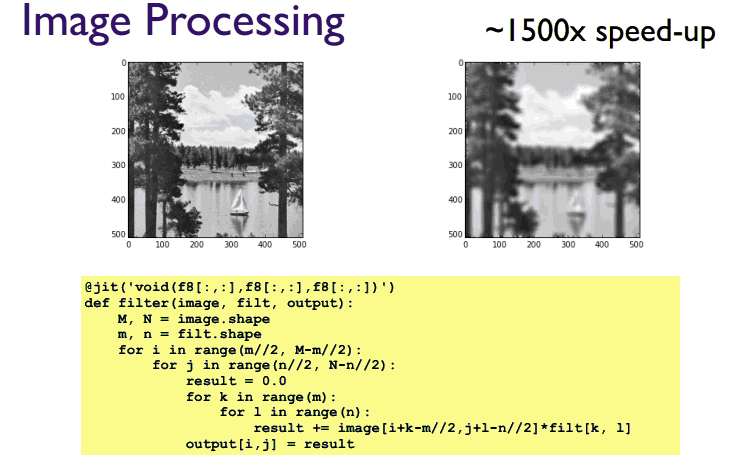 Image Processing
~1500x speed-up
0
100
200
300
400
500
0 100 200 300 400 500
0
100
200
300
400
500
0 100 200 300 400 500
@jit('void(f8[:,:],f8[:,:],f8[:,:])')
def filter(image, filt, output):
    M, N = image.shape
    m, n = filt.shape
    for i in range(m//2, M-m//2):
        for j in range(n//2, N-n//2):
            result = 0.0
            for k in range(m):
                for l in range(n):
                    result += image[i+k-m//2,j+l-n//2]*filt[k, l]
            output[i,j] = result